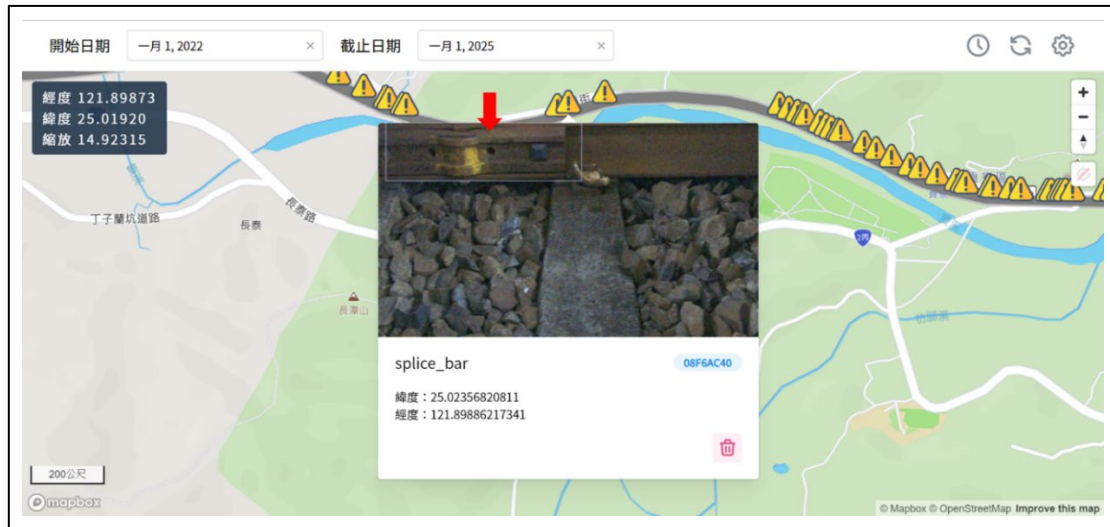 開始日期 一月 1, 2022 × 截止日期 一月 1, 2025 ×
經度 121.89873
緯度 25.01920
縮放 14.92315
街
丁子蘭坑道路
長泰路
長泰
長潭山
2丙
splice_bar 08F6AC40
緯度：25.02356820811
經度：121.89886217341
200公尺
mapbox
© Mapbox © OpenStreetMap Improve this map